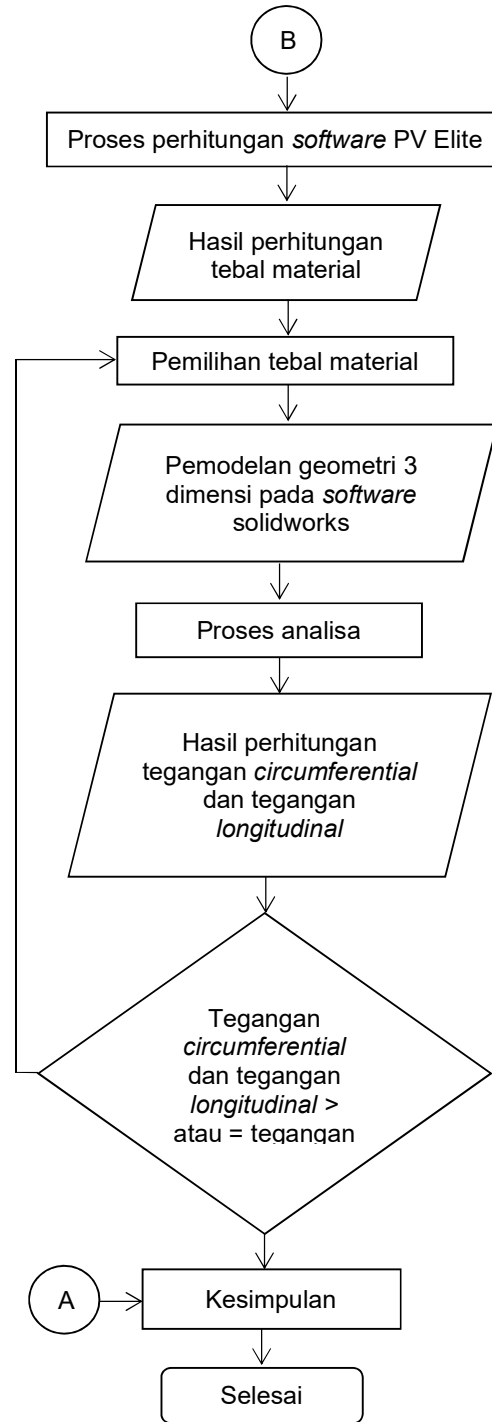 B
Proses perhitungan software PV Elite
Hasil perhitungan
tebal material
Pemilihan tebal material
Pemodelan geometri 3
dimensi pada software
solidworks
Proses analisa
Hasil perhitungan
tegangan circumferential
dan tegangan
longitudinal
Tegangan
circumferential
dan tegangan
longitudinal >
atau = tegangan
A
Kesimpulan
Selesai